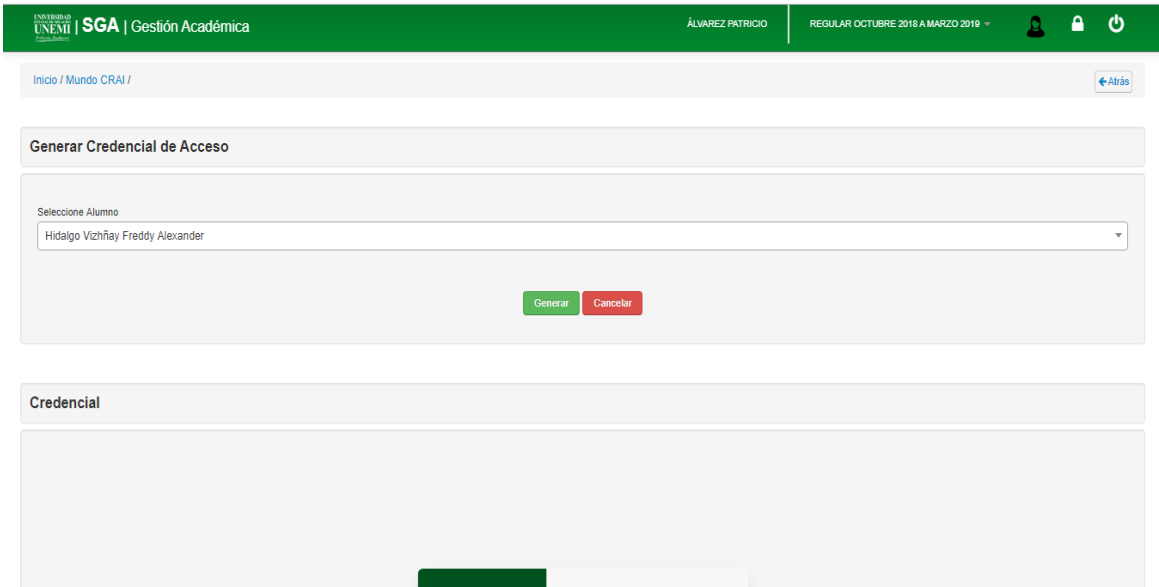 UNIVERSIDAD
UNEMI | SGA | Gestión Académica
ÁLVAREZ PATRICIO
REGULAR OCTUBRE 2018 A MARZO 2019
Inicio / Mundo CRAI /
Atrás
Generar Credencial de Acceso
Seleccione Alumno
Hidalgo Vizhñay Freddy Alexander
Generar Cancelar
Credencial